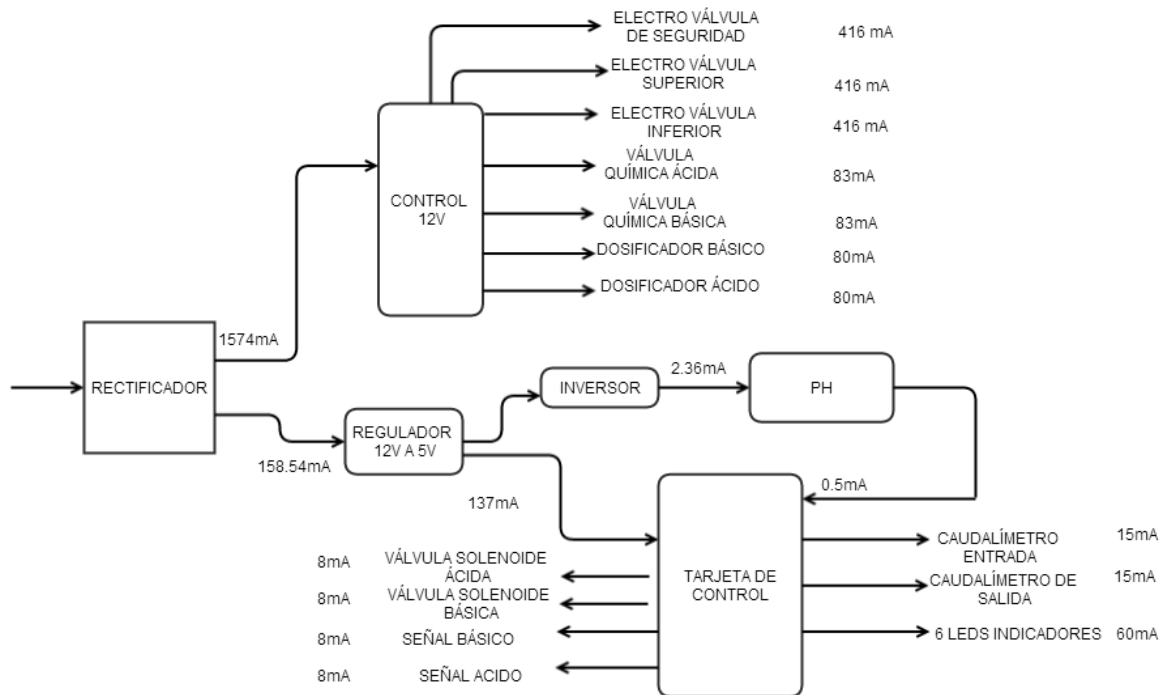 ELECTRO VÁLVULA
DE SEGURIDAD
416 mA
ELECTRO VÁLVULA
SUPERIOR
416 mA
ELECTRO VÁLVULA
INFERIOR
416 mA
VÁLVULA
QUÍMICA ÁCIDA
83mA
CONTROL
12V
VÁLVULA
QUÍMICA BÁSICA
83mA
DOSIFICADOR BÁSICO
80mA
DOSIFICADOR ÁCIDO
80mA
1574mA
RECTIFICADOR
INVERSOR
2.36mA
PH
REGULADOR
12V A 5V
158.54mA
137mA
0.5mA
TARJETA DE
CONTROL
CAUDALÍMETRO
ENTRADA
15mA
CAUDALÍMETRO DE
SALIDA
15mA
6 LEDS INDICADORES
60mA
8mA
VÁLVULA SOLENOIDE
ÁCIDA
8mA
VÁLVULA SOLENOIDE
BÁSICA
8mA
SEÑAL BÁSICO
8mA
SEÑAL ACIDO